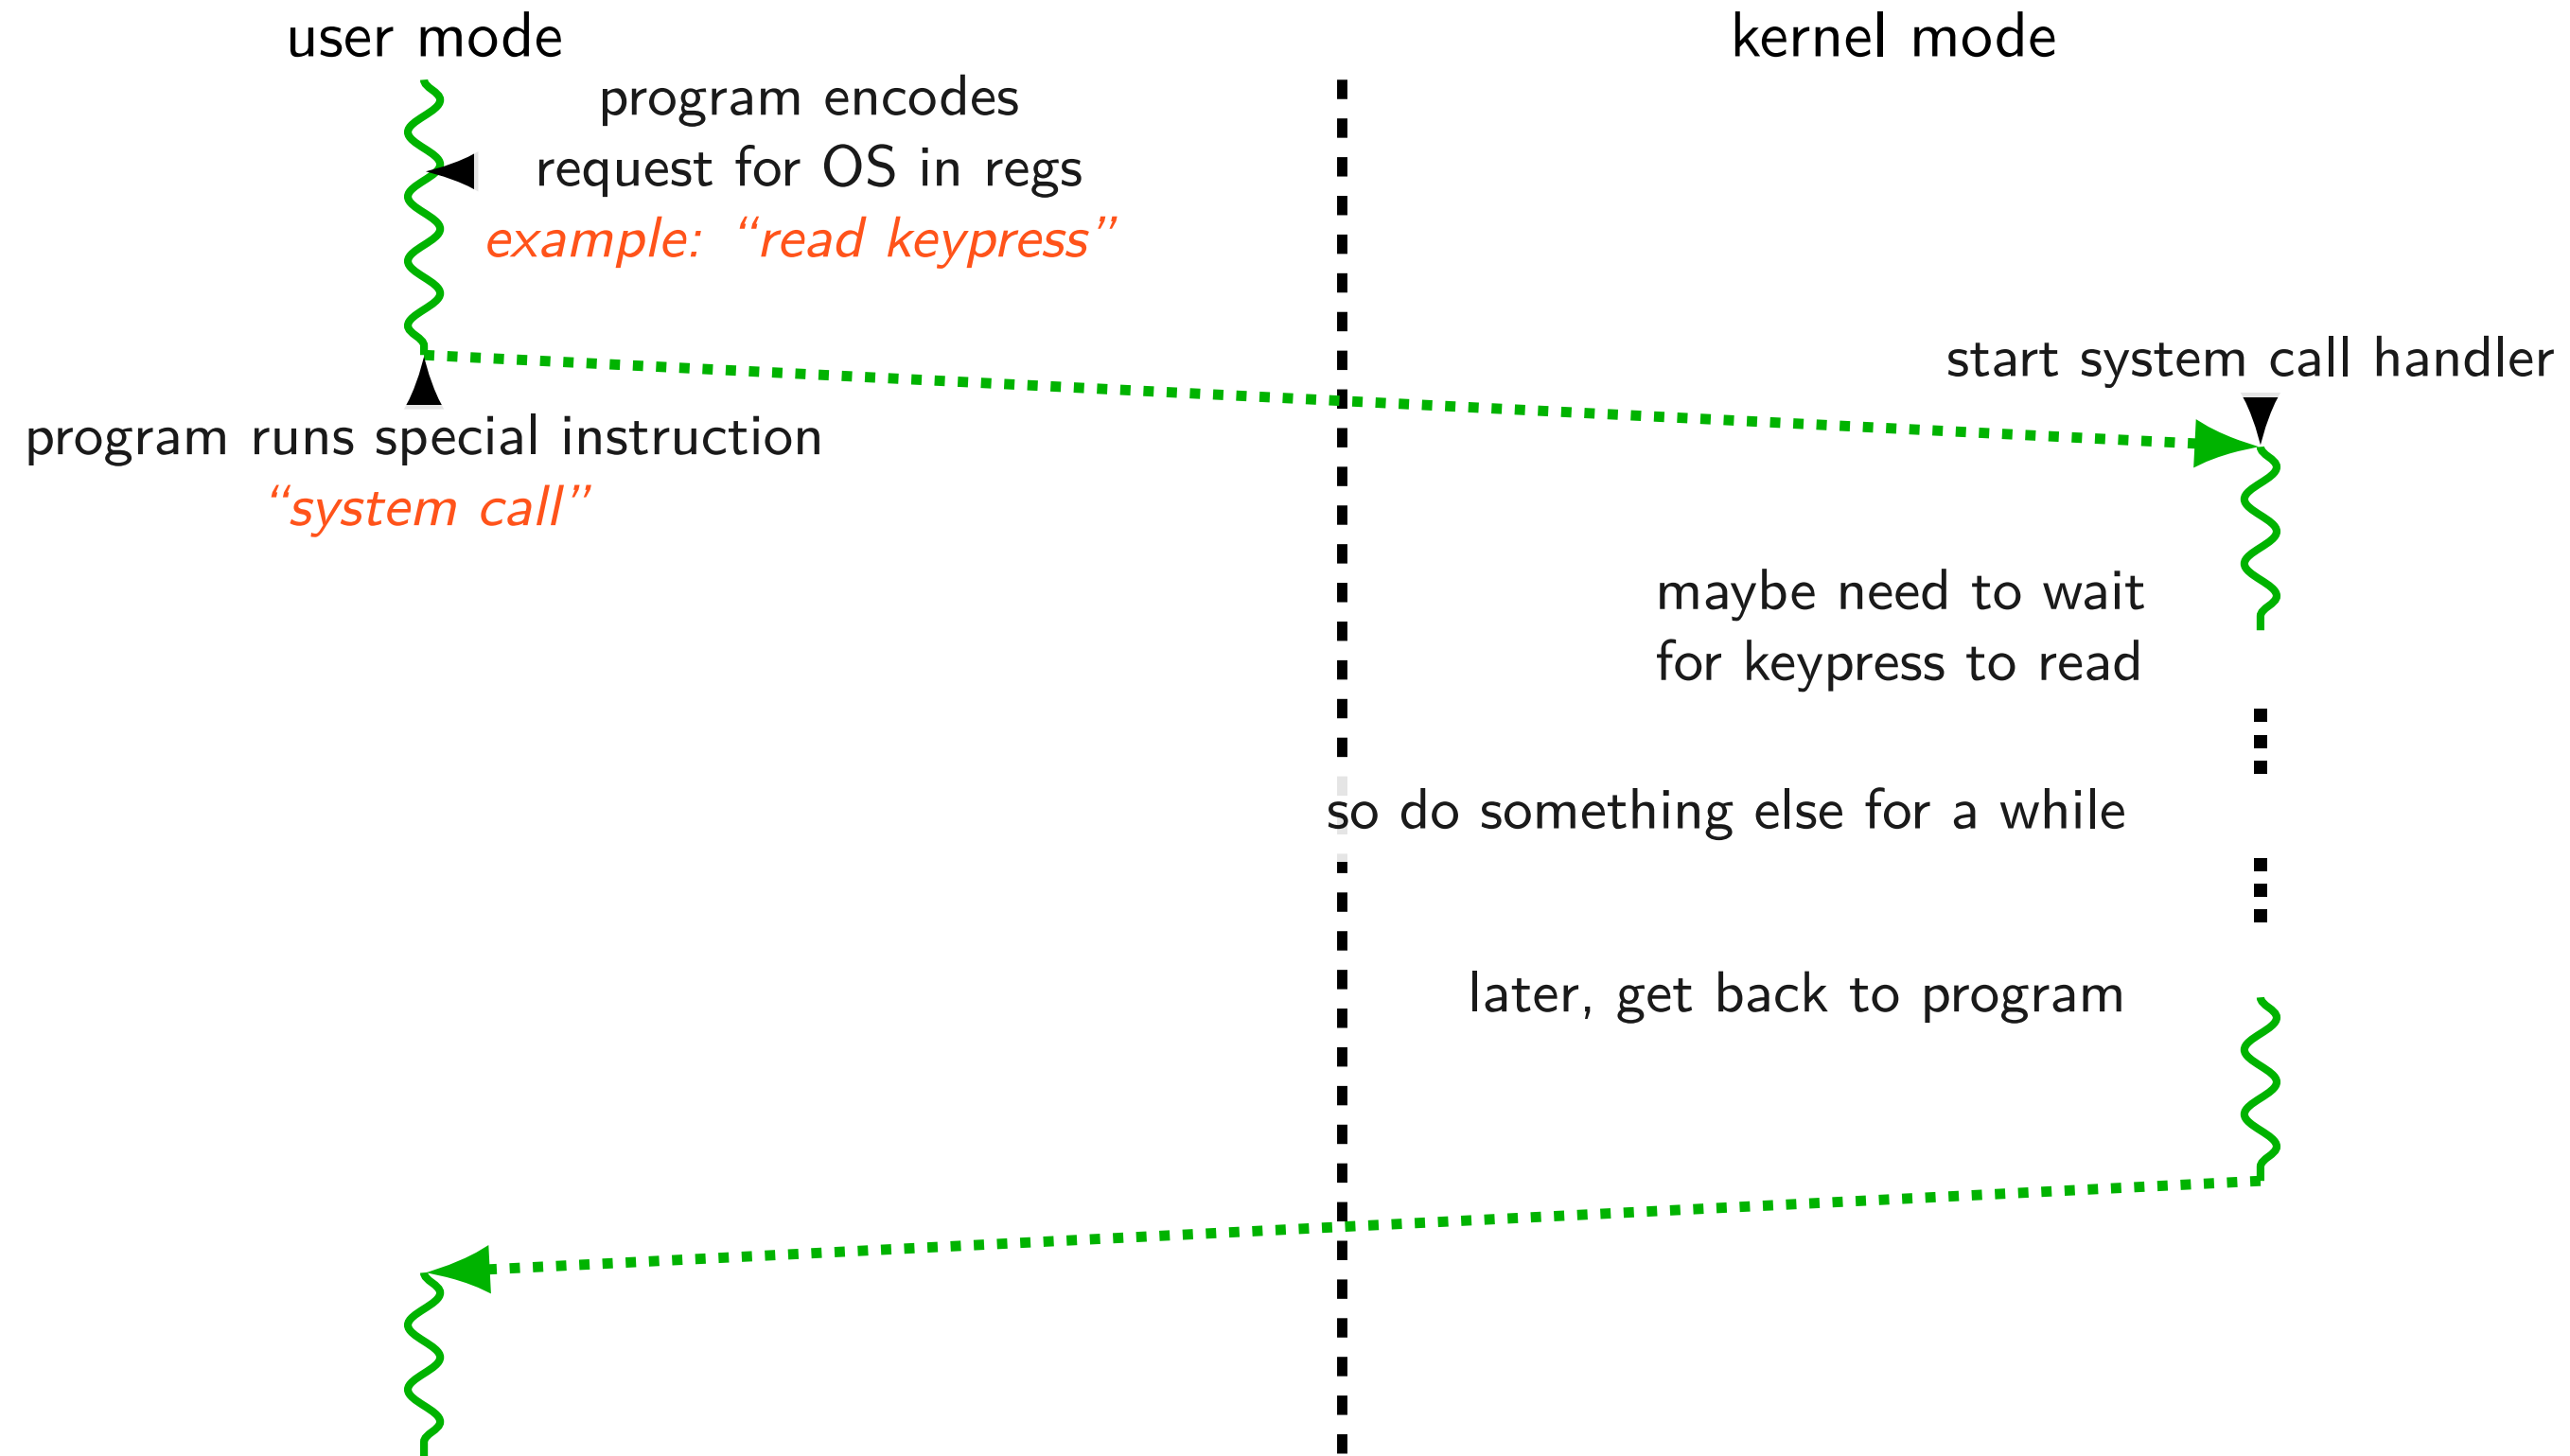 user mode
kernel mode
program encodes
request for OS in regs
example: “read keypress”
start system call handler
program runs special instruction
“system call”
maybe need to wait
for keypress to read
so do something else for a while
later, get back to program